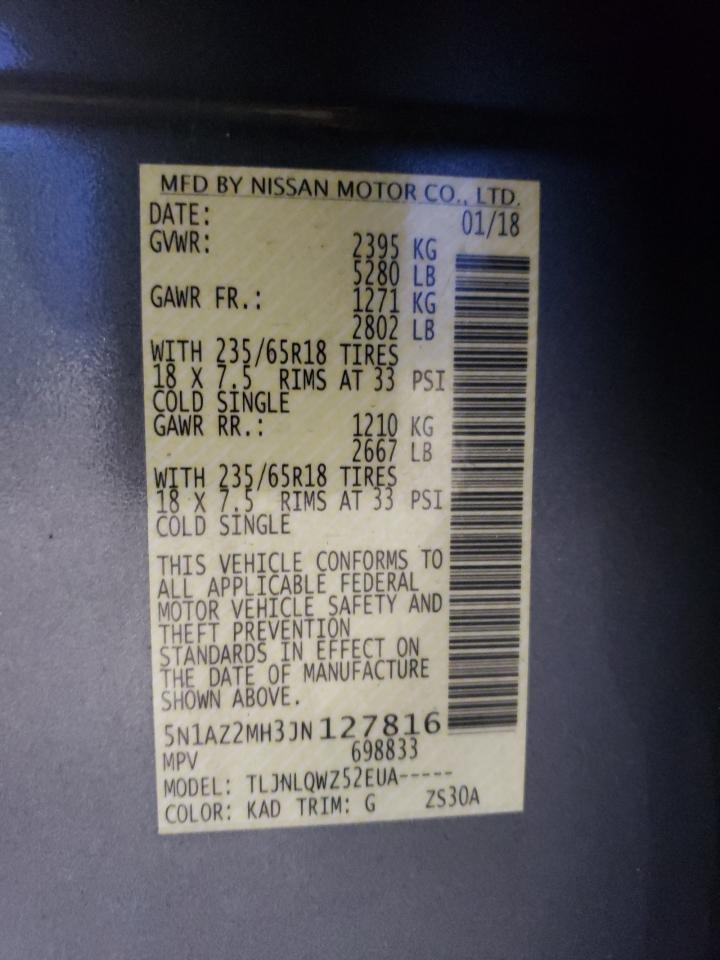 MFD BY NISSAN MOTOR CO., LTD.
DATE: 01/18
GVWR: 2395 KG
5280 LB
GAWR FR.: 1271 KG
2802 LB
WITH 235/65R18 TIRES
18 X 7.5 RIMS AT 33 PSI
COLD SINGLE
GAWR RR.: 1210 KG
2667 LB
WITH 235/65R18 TIRES
18 X 7.5 RIMS AT 33 PSI
COLD SINGLE
THIS VEHICLE CONFORMS TO
ALL APPLICABLE FEDERAL
MOTOR VEHICLE SAFETY AND
THEFT PREVENTION
STANDARDS IN EFFECT ON
THE DATE OF MANUFACTURE
SHOWN ABOVE.
5N1AZ2MH3JN127816
MPV 698833
MODEL: TLJNLQWZ52EUA-----
COLOR: KAD TRIM: G ZS30A